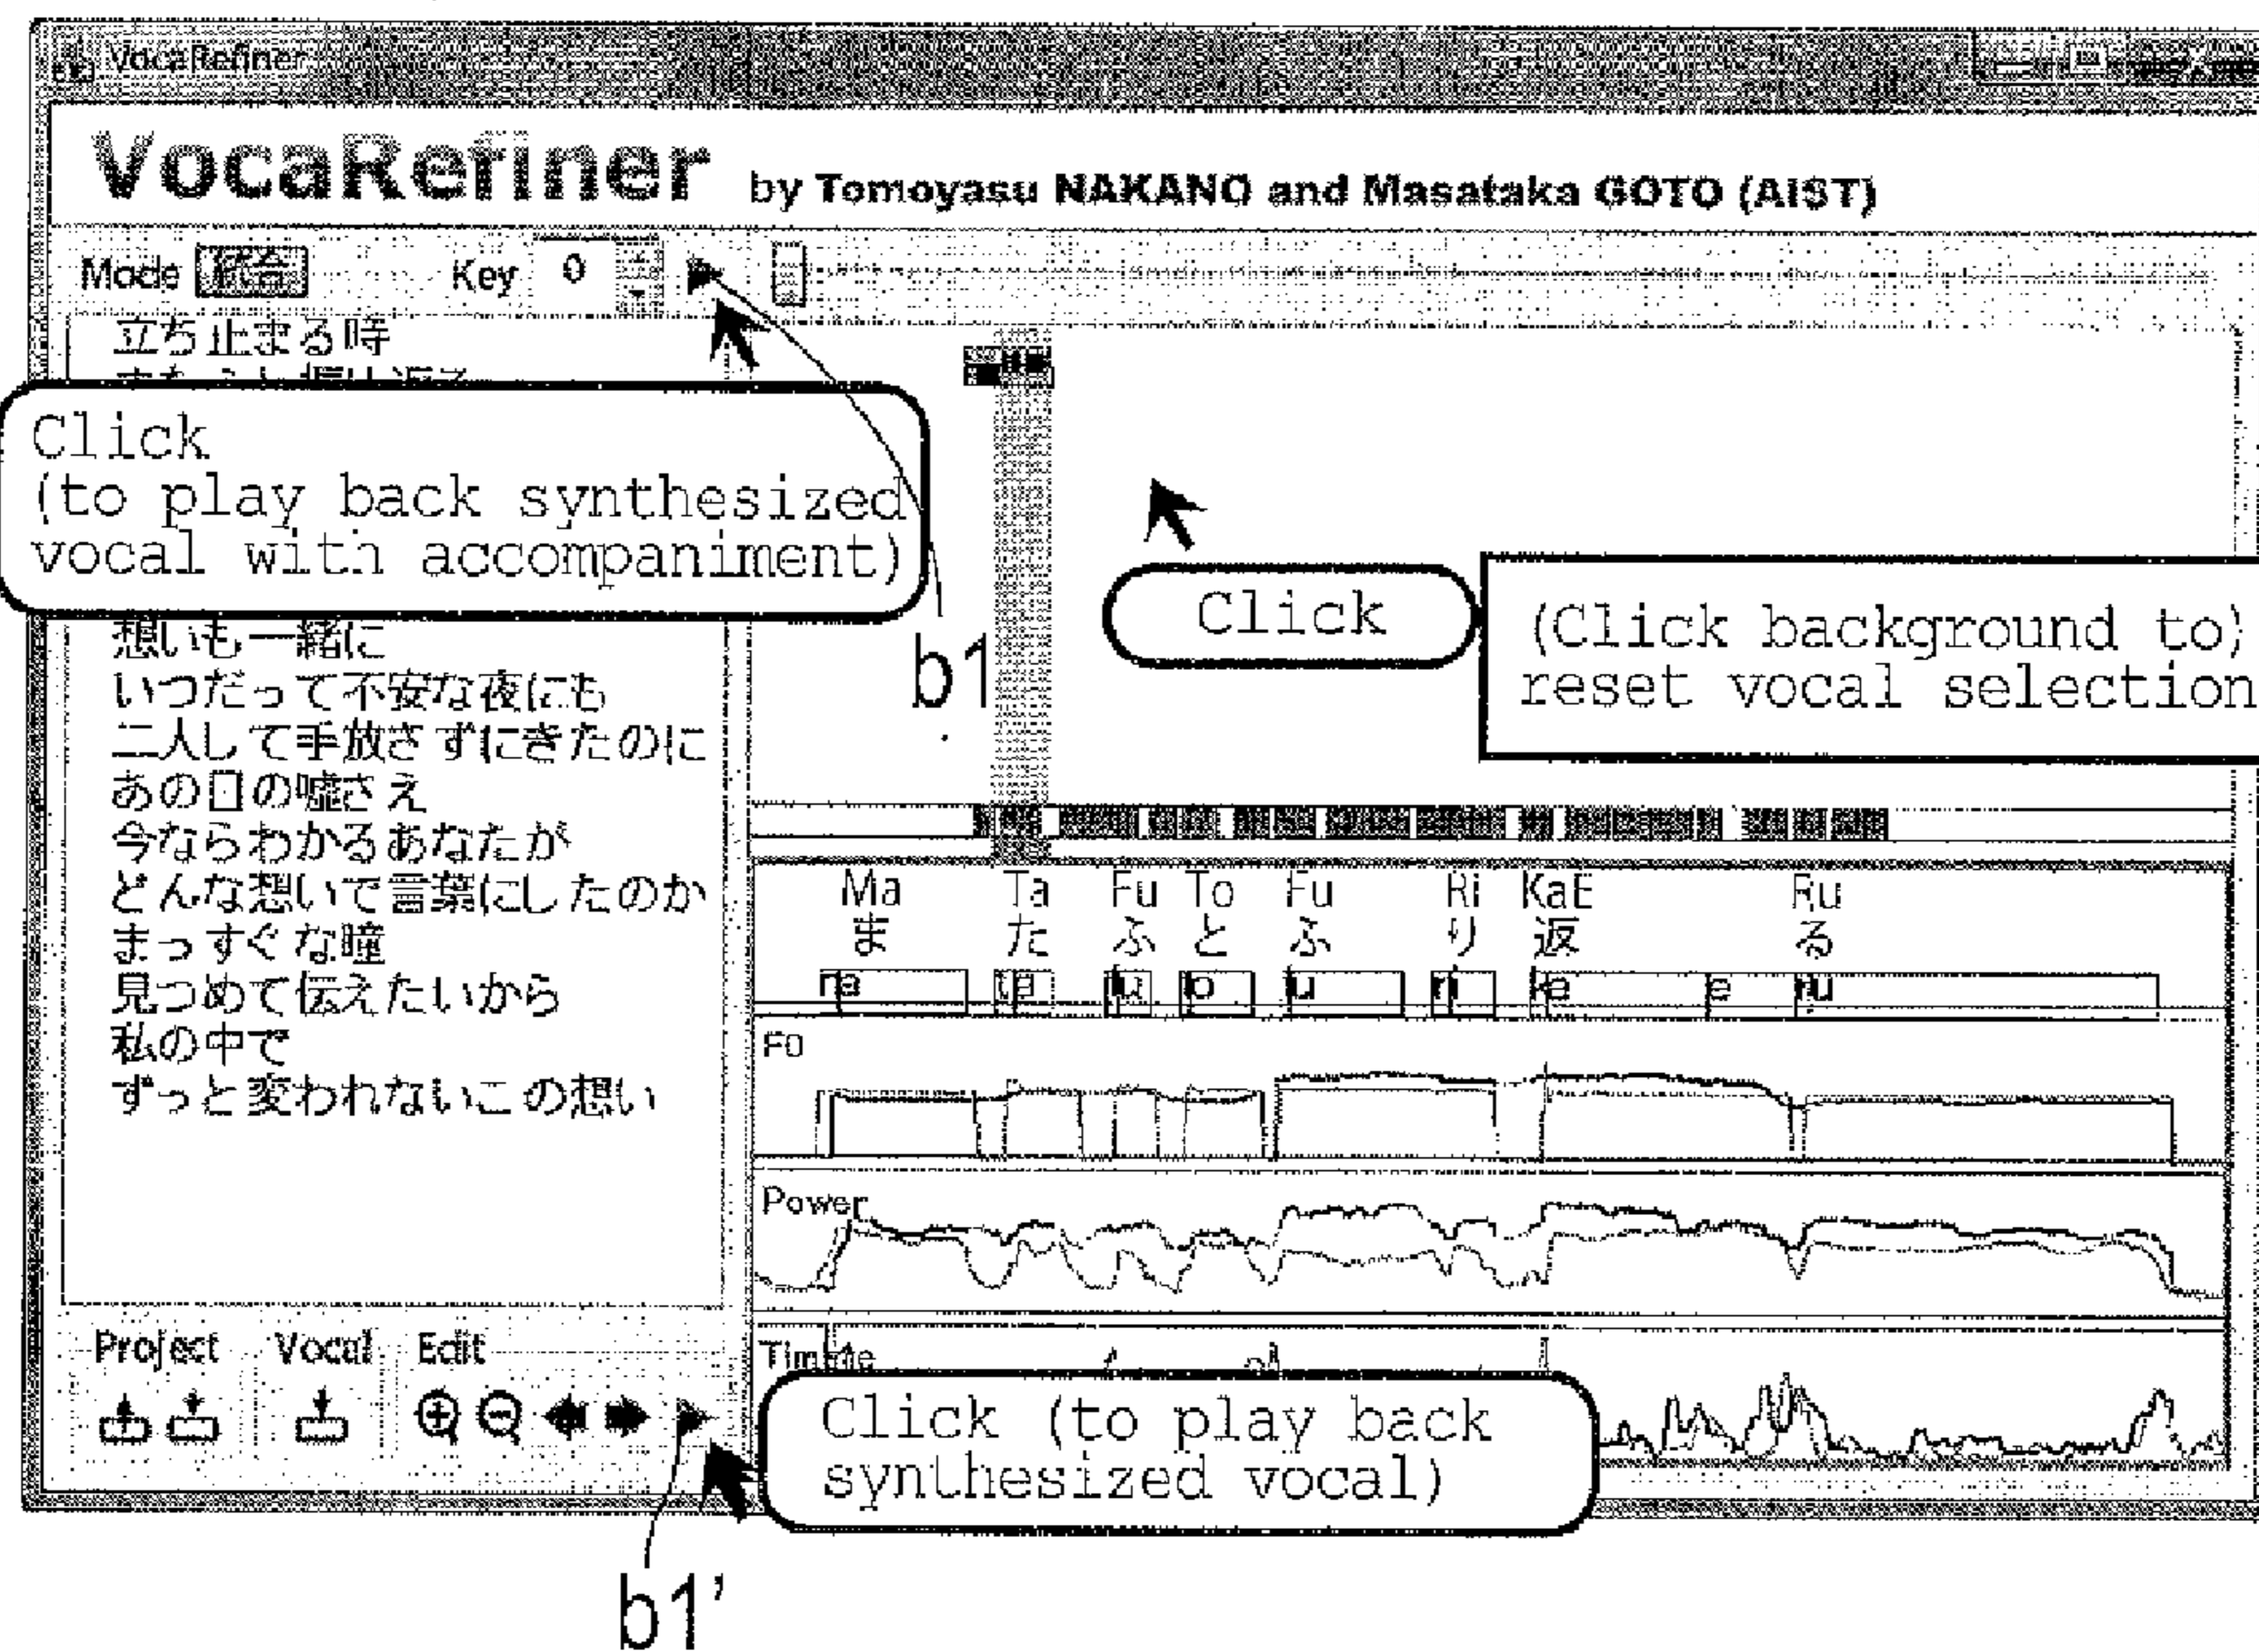 VocaRefiner
VocaRefiner by Tomoyasu NAKANO and Masataka GOTO (AIST)
Mode 統合 Key 0
立ち止まる時
Click
(to play back synthesized
vocal with accompaniment)
b1
Click
(Click background to)
reset vocal selection
想いも一緒に
いつだって不安な夜にも
二人して手放さずにきたのに
あの日の嘘さえ
今ならわかるあなたが
どんな想いで言葉にしたのか
まっすぐな瞳
見つめて伝えたいから
私の中で
ずっと変われないこの想い
Ma Ta Fu To Fu Ri KaE Ru
ま た ふ と ふ り 返 る
F0
Power
Project Vocal Edit
Click (to play back
synthesized vocal)
b1’